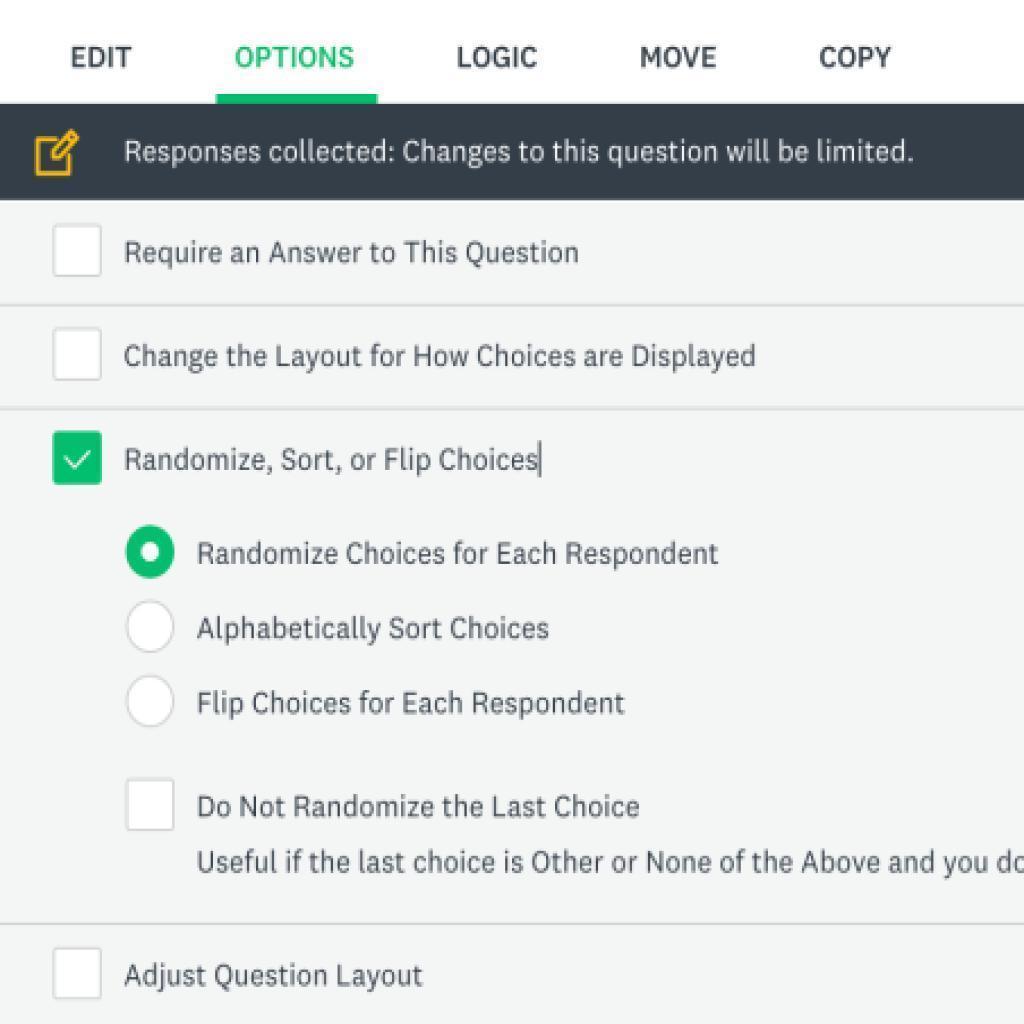 EDIT OPTIONS LOGIC MOVE COPY
Responses collected: Changes to this question will be limited.
Require an Answer to This Question
Change the Layout for How Choices are Displayed
Randomize, Sort, or Flip Choices
Randomize Choices for Each Respondent
Alphabetically Sort Choices
Flip Choices for Each Respondent
Do Not Randomize the Last Choice
Useful if the last choice is Other or None of the Above and you do
Adjust Question Layout